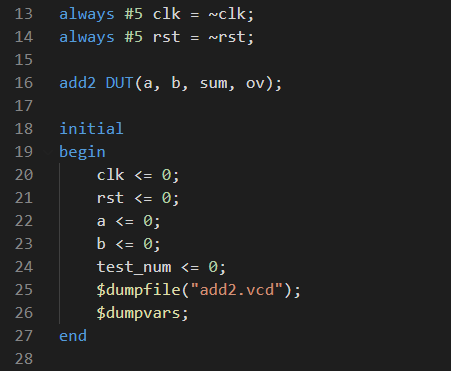 13 always #5 clk = ~clk;
14 always #5 rst = ~rst;
15
16 add2 DUT(a, b, sum, ov);
17
18 initial
19 begin
20     clk <= 0;
21     rst <= 0;
22     a <= 0;
23     b <= 0;
24     test_num <= 0;
25     $dumpfile("add2.vcd");
26     $dumpvars;
27 end
28